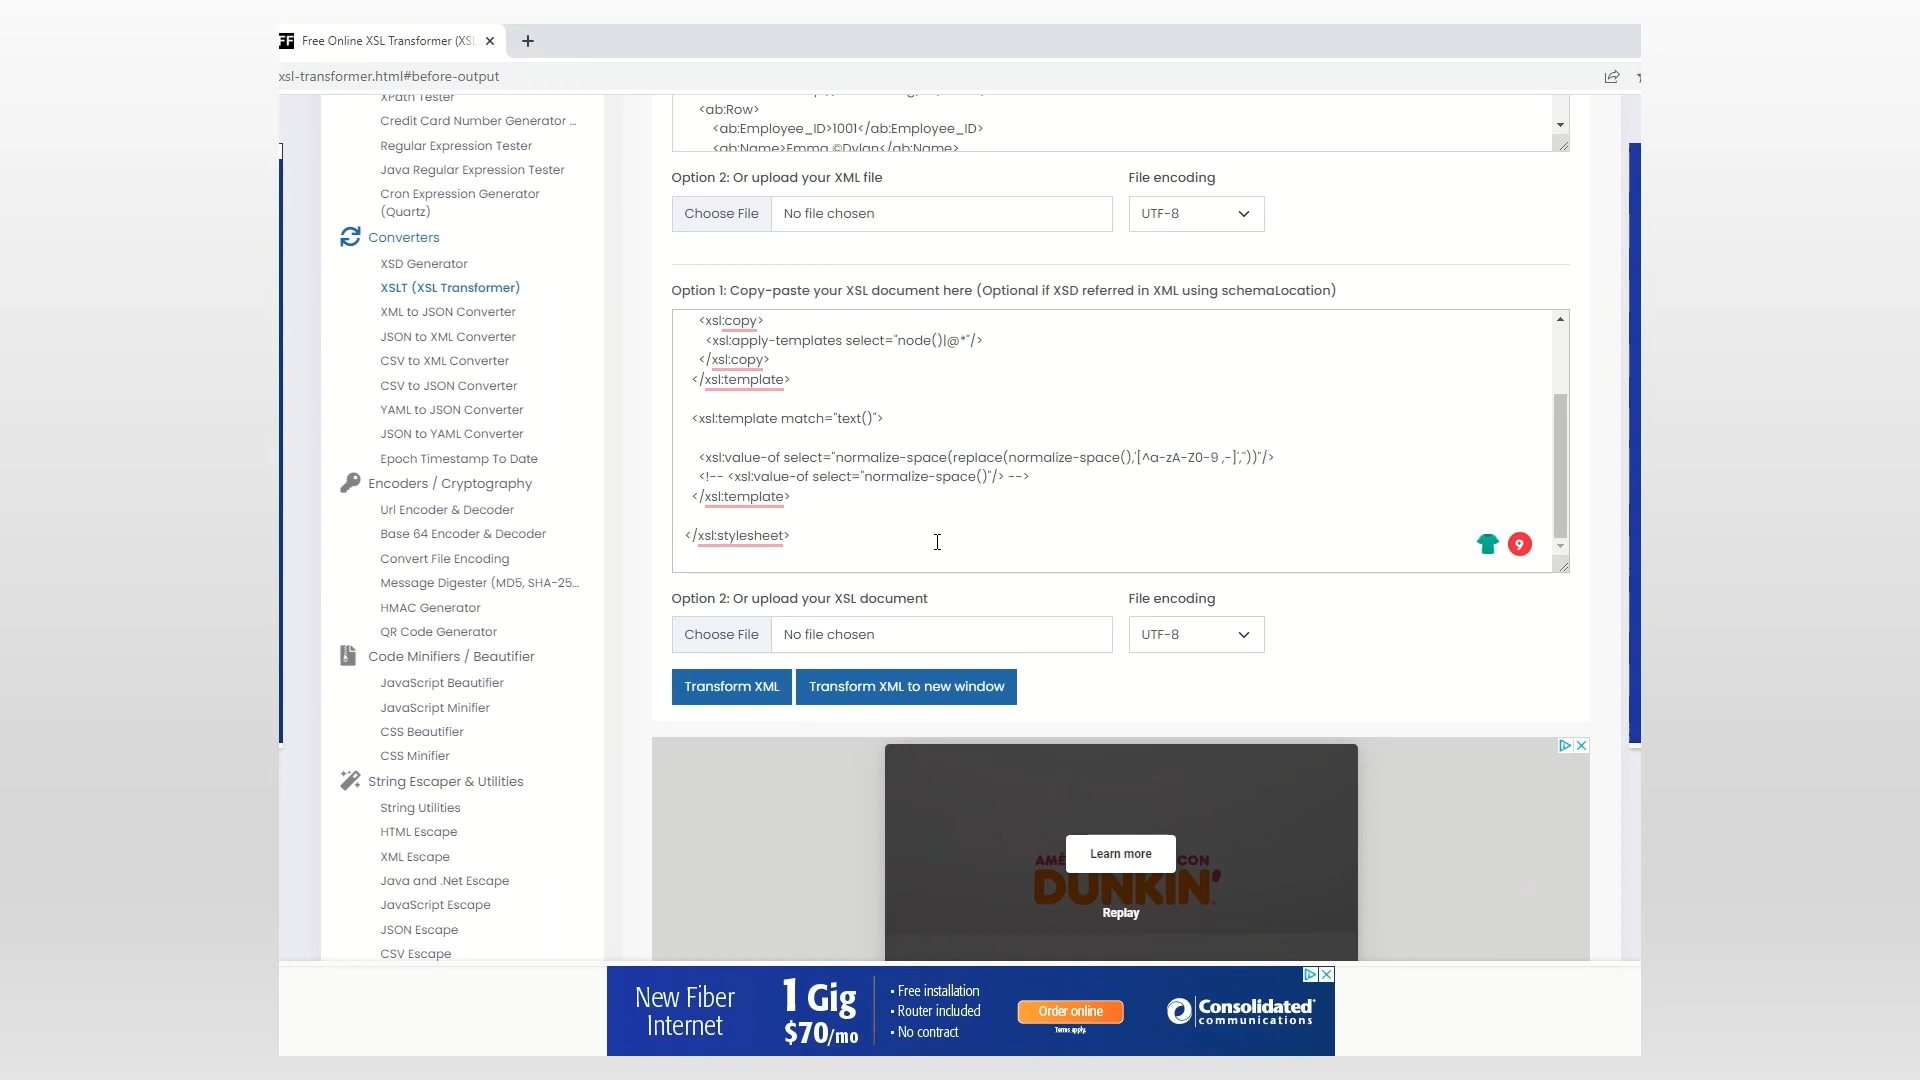 FF Free Online XSL Transformer (XSL
xsl-transformer.html#before-output
XPath Tester
Credit Card Number Generator ...
Regular Expression Tester
Java Regular Expression Tester
Cron Expression Generator
(Quartz)
Converters
XSD Generator
XSLT (XSL Transformer)
XML to JSON Converter
JSON to XML Converter
CSV to XML Converter
CSV to JSON Converter
YAML to JSON Converter
JSON to YAML Converter
Epoch Timestamp To Date
Encoders / Cryptography
Url Encoder & Decoder
Base 64 Encoder & Decoder
Convert File Encoding
Message Digester (MD5, SHA-25...
HMAC Generator
QR Code Generator
Code Minifiers / Beautifier
JavaScript Beautifier
JavaScript Minifier
CSS Beautifier
CSS Minifier
String Escaper & Utilities
String Utilities
HTML Escape
XML Escape
Java and .Net Escape
JavaScript Escape
JSON Escape
CSV Escape
<ab:Row>
<ab:Employee_ID>1001</ab:Employee_ID>
<ab:Name>Emma ©Dylan</ab:Name>
Option 2: Or upload your XML file
File encoding
Choose File No file chosen
UTF-8
Option 1: Copy-paste your XSL document here (Optional if XSD referred in XML using schemaLocation)
<xsl:copy>
<xsl:apply-templates select="node()|@*"/>
</xsl:copy>
</xsl:template>
<xsl:template match="text()">
<xsl:value-of select="normalize-space(replace(normalize-space(),'[^a-zA-Z0-9 ,-]',''))"/>
<!-- <xsl:value-of select="normalize-space()"/> -->
</xsl:template>
</xsl:stylesheet>
9
Option 2: Or upload your XSL document
File encoding
Choose File No file chosen
UTF-8
Transform XML
Transform XML to new window
Learn more
AMÉ CON
DUNKIN'
Replay
New Fiber
Internet
1 Gig
$70/mo
• Free installation
• Router included
• No contract
Order online
Terms apply.
Consolidated
communications